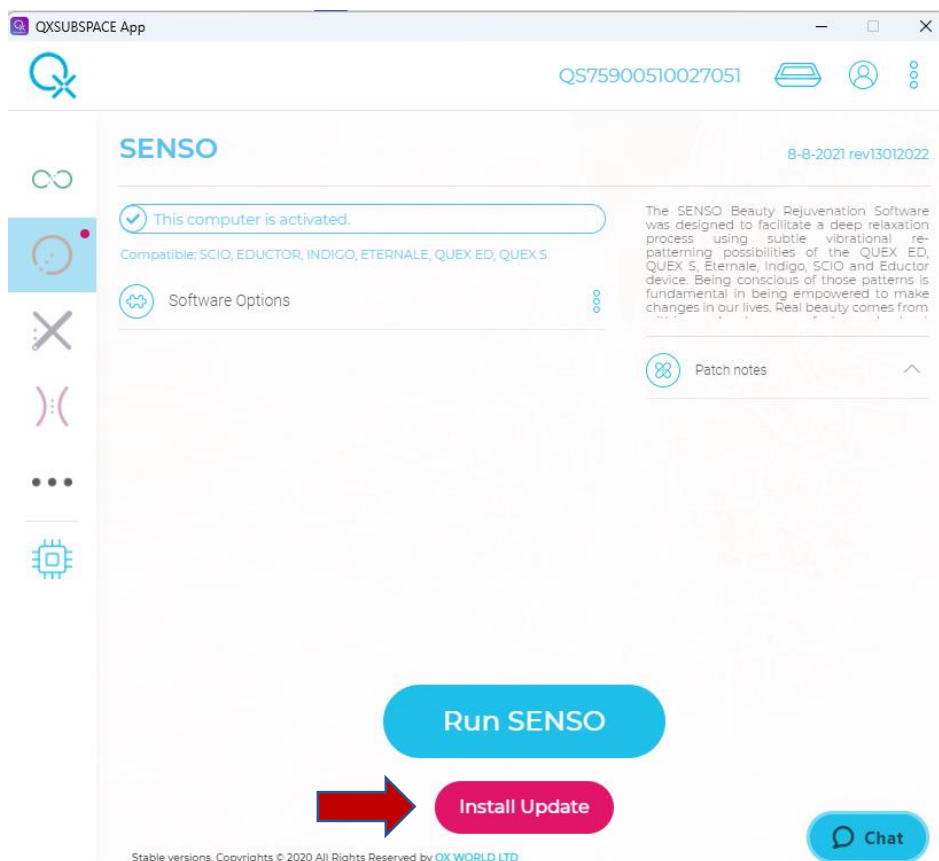 QXSUBSPACE App
QS75900510027051
SENSO
8-8-2021 rev13012022
This computer is activated.
Compatible: SCIO, EDUCTOR, INDIGO, ETERNALE, QUEX ED, QUEX S
Software Options
The SENSO Beauty Rejuvenation Software
was designed to facilitate a deep relaxation
process using subtle vibrational re-
patterning possibilities of the QUEX ED,
QUEX S, Eternale, Indigo, SCIO and Eductor
device. Being conscious of those patterns is
fundamental in being empowered to make
changes in our lives. Real beauty comes from
Patch notes
Run SENSO
Install Update
Chat
Stable versions. Copyrights © 2020 All Rights Reserved by QX WORLD LTD